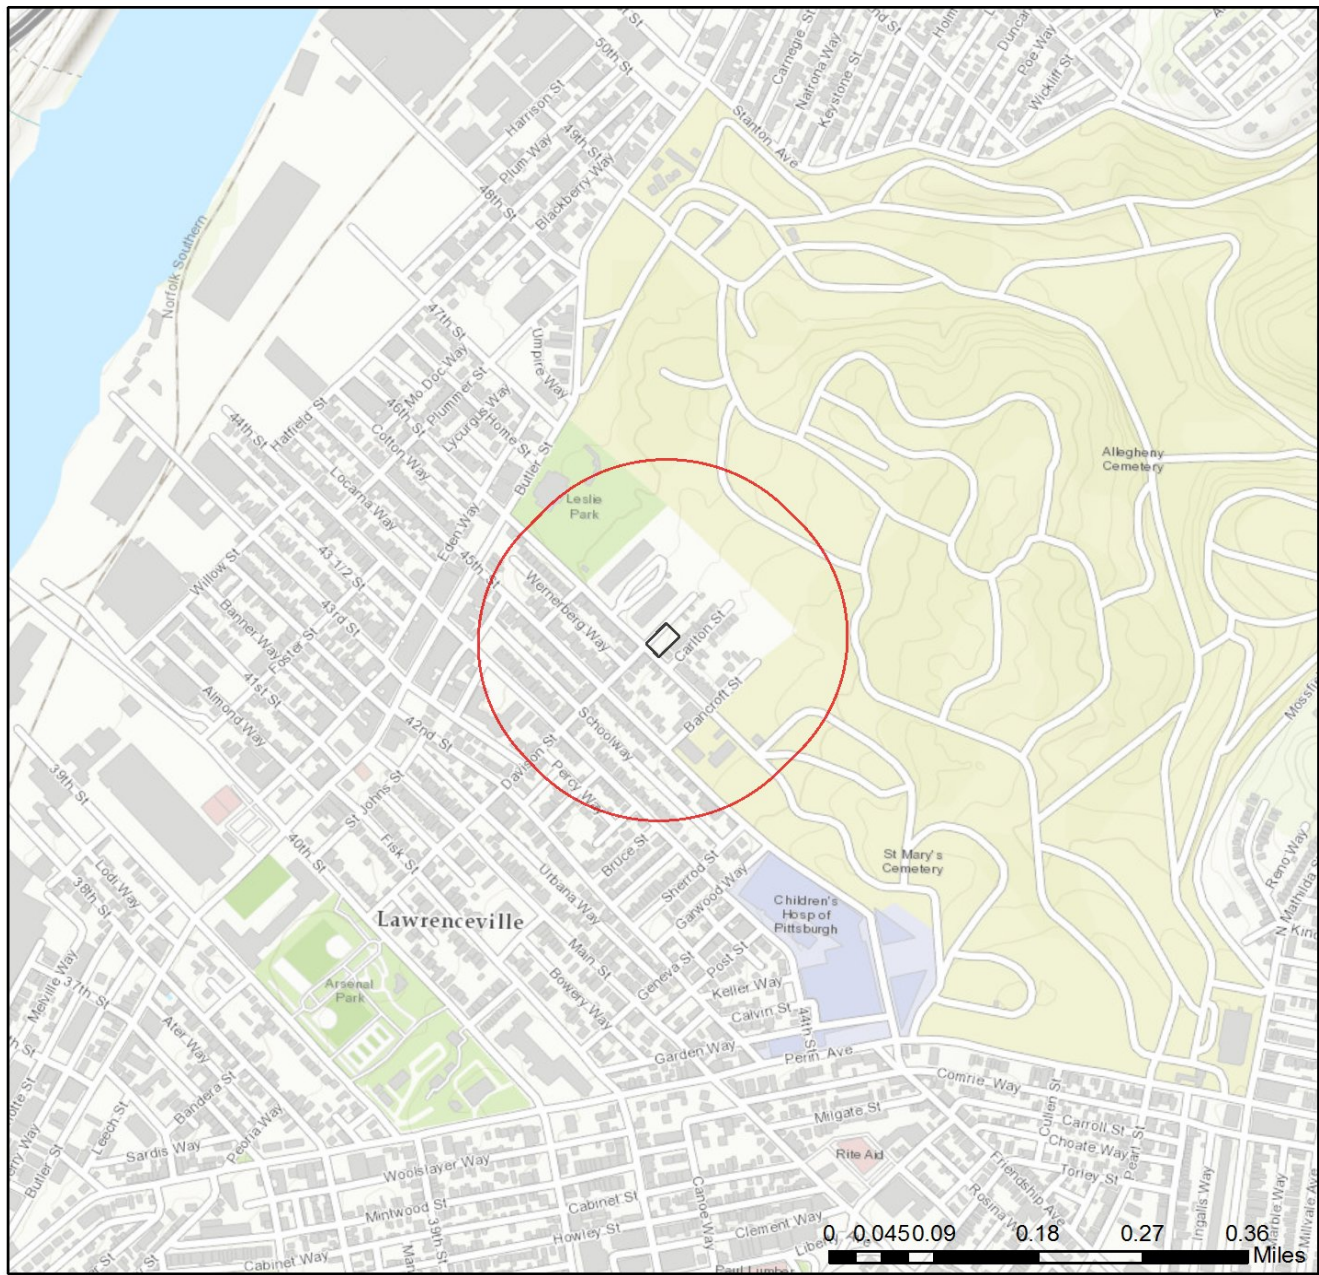 50th St
Carnegie St
Natrona Way
Keystone St
Poe Way
Wickliff St
Harrison St
Stanton Ave
49th St
Plum Way
Blackberry Way
48th St
Norfolk Southern
47th St
Umpire Way
Mo Doc Way
Plummer St
46th St
Lycurgus Way
Home St
Hatfield St
44th St
Cotton Way
Butler St
Allegheny
Cemetery
Locarna Way
Leslie
Park
Eden Way
45th St
43 1/2 St
Willow St
Wernerberg Way
43rd St
Banner Way
Foster St
Carlton St
41st St
Almond Way
Bancroft St
42nd St
Schoolway
Davison St
Percy Way
39th St
St Johns St
40th St
Fisk St
Bruce St
St Mary's
Cemetery
Lodi Way
38th St
Urbana Way
Sherrod St
Garwood Way
Reno Way
Children's
Hosp of
Pittsburgh
Lawrenceville
Main St
Post St
Melville Way
37th St
Arsenal
Park
Bowery Way
Geneva St
Keller Way
Calvin St
44th St
Ater Way
Garden Way
Penn Ave
Comrie Way
Cullen St
Bandera St
Leech St
Peoria Way
Milgate St
Carroll St
Choate Way
Pearl St
Sardis Way
Rite Aid
Torley St
Butler St
Woolslayer Way
Friendship Ave
Ingalis Way
Marble Way
Millvale Ave
Mintwood St
39th St
Cabinet St
Canoe Way
Howley St
Clement Way
Cabinet Way
0 0.045 0.09 0.18 0.27 0.36
Miles